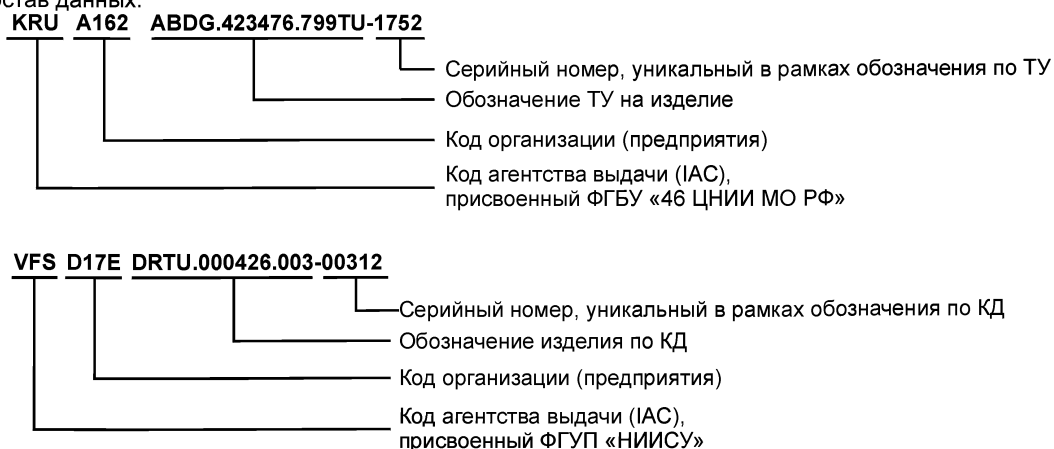 остав данных:
KRU A162 ABDG.423476.799TU-1752
Серийный номер, уникальный в рамках обозначения по ТУ
Обозначение ТУ на изделие
Код организации (предприятия)
Код агентства выдачи (IAC),
присвоенный ФГБУ «46 ЦНИИ МО РФ»
VFS D17E DRTU.000426.003-00312
Серийный номер, уникальный в рамках обозначения по КД
Обозначение изделия по КД
Код организации (предприятия)
Код агентства выдачи (IAC),
присвоенный ФГУП «НИИСУ»